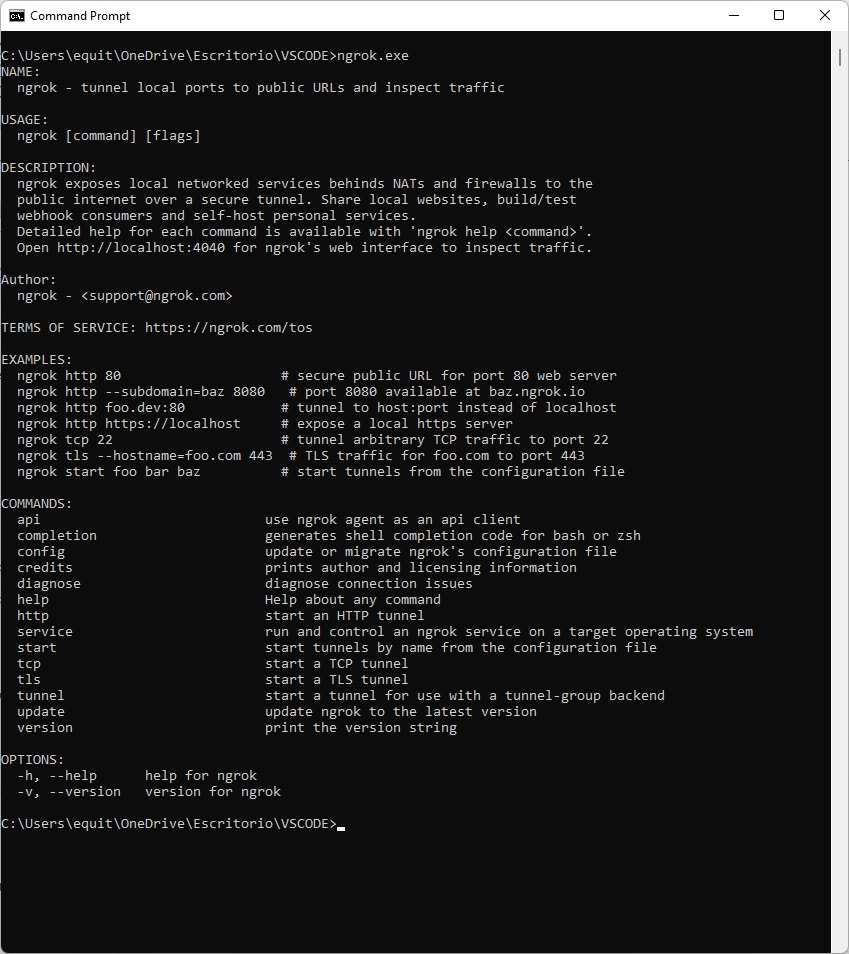 Command Prompt
C:\Users\equit\OneDrive\Escritorio\VSCODE>ngrok.exe
NAME:
  ngrok - tunnel local ports to public URLs and inspect traffic

USAGE:
  ngrok [command] [flags]

DESCRIPTION:
  ngrok exposes local networked services behinds NATs and firewalls to the
  public internet over a secure tunnel. Share local websites, build/test
  webhook consumers and self-host personal services.
  Detailed help for each command is available with 'ngrok help <command>'.
  Open http://localhost:4040 for ngrok's web interface to inspect traffic.

Author:
  ngrok - <support@ngrok.com>

TERMS OF SERVICE: https://ngrok.com/tos

EXAMPLES:
  ngrok http 80                    # secure public URL for port 80 web server
  ngrok http --subdomain=baz 8080   # port 8080 available at baz.ngrok.io
  ngrok http foo.dev:80            # tunnel to host:port instead of localhost
  ngrok http https://localhost     # expose a local https server
  ngrok tcp 22                     # tunnel arbitrary TCP traffic to port 22
  ngrok tls --hostname=foo.com 443  # TLS traffic for foo.com to port 443
  ngrok start foo bar baz          # start tunnels from the configuration file

COMMANDS:
  api                            use ngrok agent as an api client
  completion                     generates shell completion code for bash or zsh
  config                         update or migrate ngrok's configuration file
  credits                        prints author and licensing information
  diagnose                       diagnose connection issues
  help                           Help about any command
  http                           start an HTTP tunnel
  service                        run and control an ngrok service on a target operating system
  start                          start tunnels by name from the configuration file
  tcp                            start a TCP tunnel
  tls                            start a TLS tunnel
  tunnel                         start a tunnel for use with a tunnel-group backend
  update                         update ngrok to the latest version
  version                        print the version string

OPTIONS:
  -h, --help      help for ngrok
  -v, --version   version for ngrok

C:\Users\equit\OneDrive\Escritorio\VSCODE>